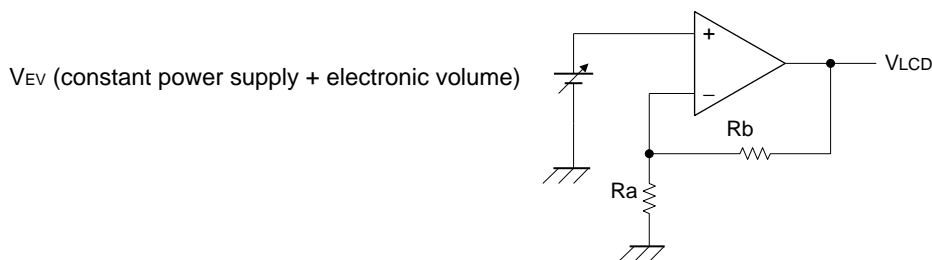 VEV (constant power supply + electronic volume)
+
−
VLCD
Rb
Ra